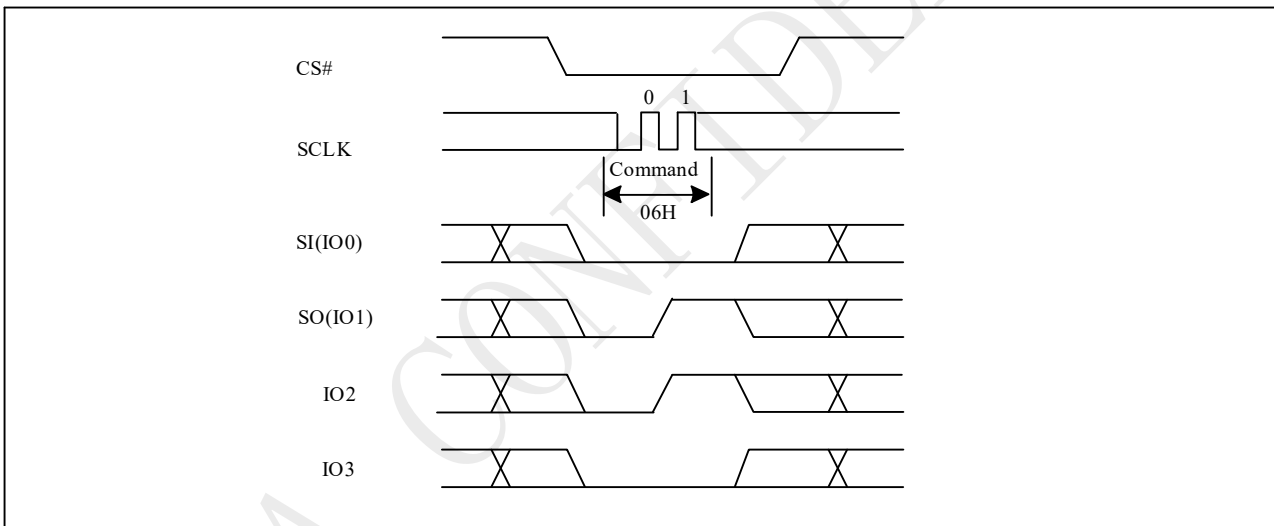 CS#
0 1
SCLK
Command
06H
SI(IO0)
SO(IO1)
IO2
IO3